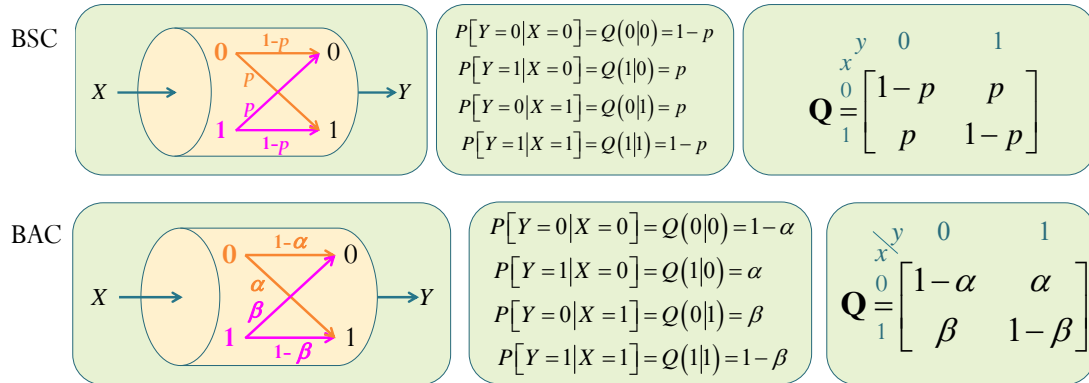 BSC
X
0
1-p
0
p
p
1
1-p
1
Y
P[Y = 0|X = 0] = Q(0|0) = 1 − p
P[Y = 1|X = 0] = Q(1|0) = p
P[Y = 0|X = 1] = Q(0|1) = p
P[Y = 1|X = 1] = Q(1|1) = 1 − p
x y 0 1
0 1 − p p
Q =
1 p 1 − p
BAC
X
0
1-α
0
α
β
1
1-β
1
Y
P[Y = 0|X = 0] = Q(0|0) = 1 − α
P[Y = 1|X = 0] = Q(1|0) = α
P[Y = 0|X = 1] = Q(0|1) = β
P[Y = 1|X = 1] = Q(1|1) = 1 − β
x y 0 1
0 1 − α α
Q =
1 β 1 − β